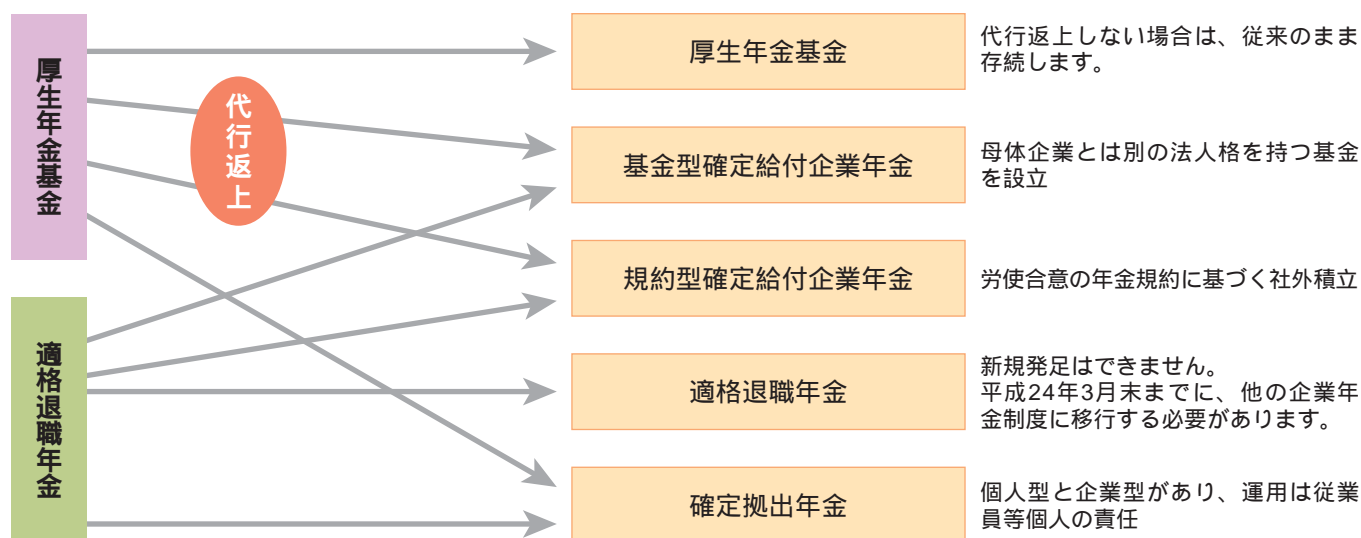 厚生年金基金
代行返上
適格退職年金
厚生年金基金
代行返上しない場合は、従来のまま
存続します。
基金型確定給付企業年金
母体企業とは別の法人格を持つ基金
を設立
規約型確定給付企業年金
労使合意の年金規約に基づく社外積立
適格退職年金
新規発足はできません。
平成24年3月末までに、他の企業年
金制度に移行する必要があります。
確定拠出年金
個人型と企業型があり、運用は従業
員等個人の責任